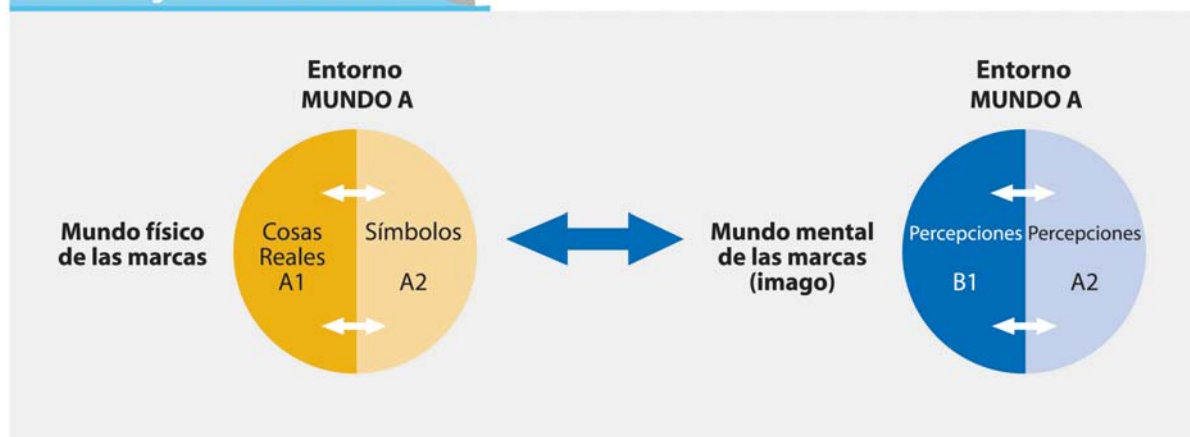 Entorno
MUNDO A
Mundo físico
de las marcas
Cosas
Reales
A1
Símbolos
A2
Entorno
MUNDO A
Mundo mental
de las marcas
(imago)
Percepciones
B1
Percepciones
A2